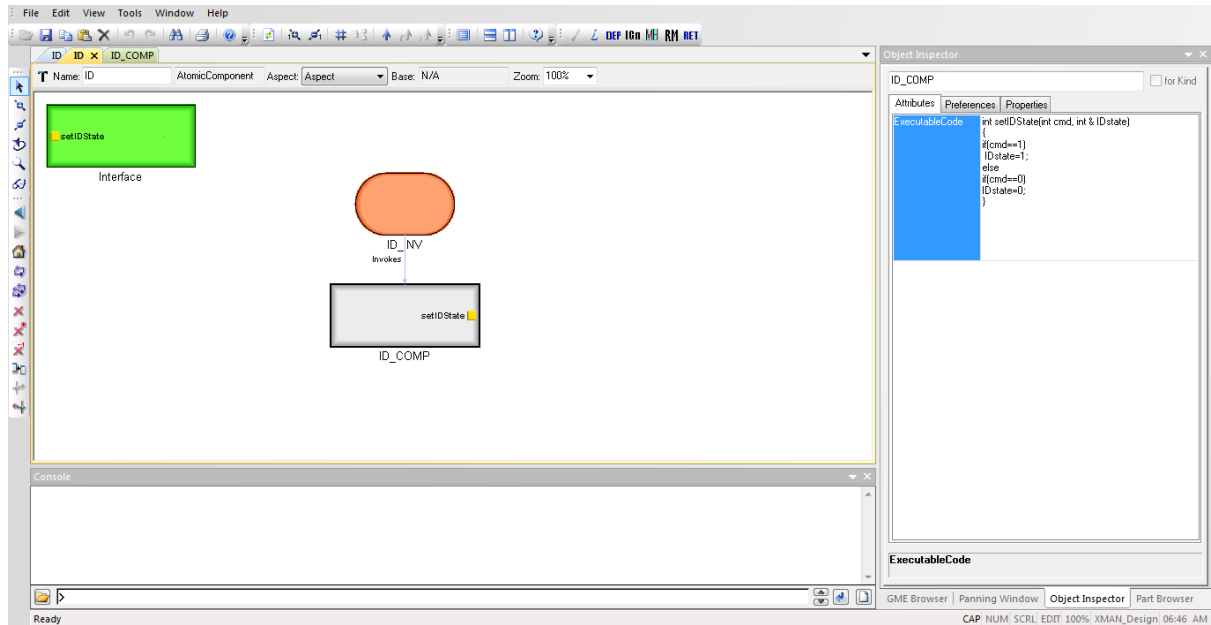 File Edit View Tools Window Help
DEP IGn MH RM RET
ID ID X ID_COMP
Name: ID AtomicComponent Aspect: Aspect Base: N/A Zoom: 100%
setIDState
Interface
ID_NV
Invokes
setIDState
ID_COMP
Console
>
Object Inspector
ID_COMP for Kind
Attributes Preferences Properties
ExecutableCode int setIDState(int cmd, int & IDstate)
{
if(cmd==1)
IDstate=1;
else
if(cmd==0)
IDstate=0;
}
ExecutableCode
GME Browser Panning Window Object Inspector Part Browser
Ready CAP NUM SCRL EDIT 100% XMAN_Design 06:46 AM